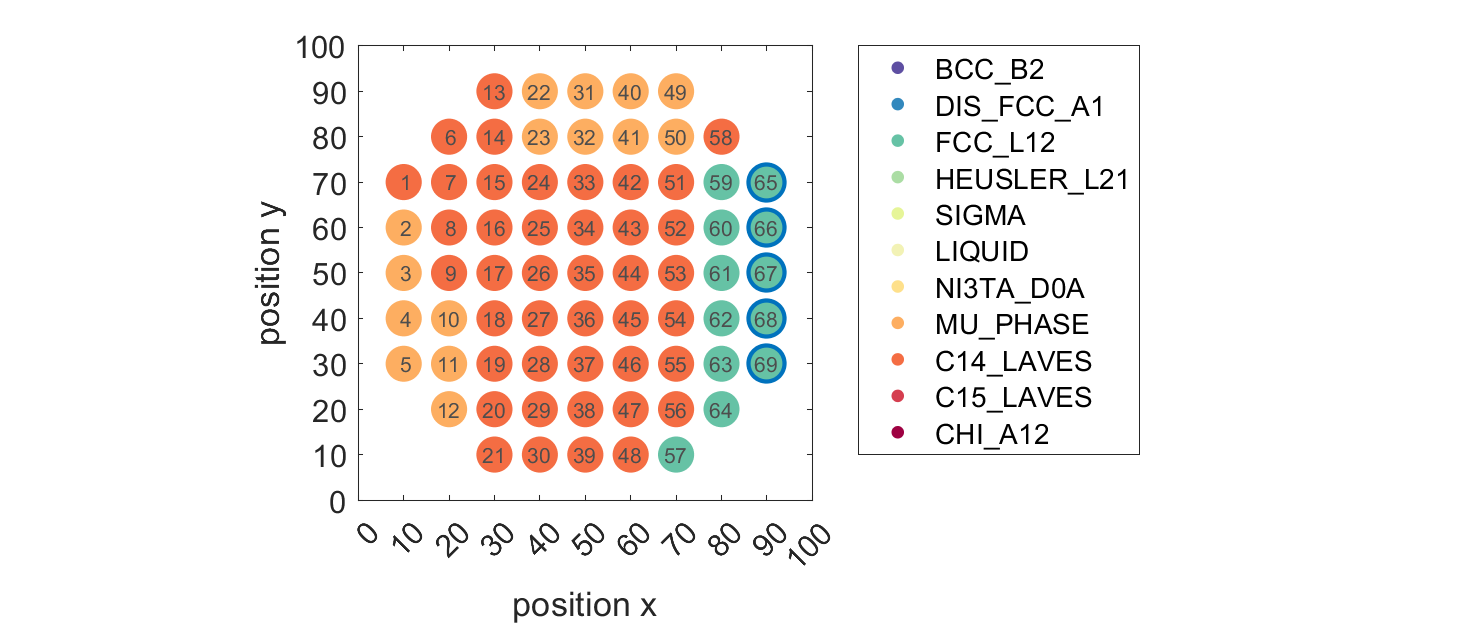 100
90
80
70
60
50
40
30
20
10
0
position y
13 22 31 40 49
6 14 23 32 41 50 58
1 7 15 24 33 42 51 59 65
2 8 16 25 34 43 52 60 66
3 9 17 26 35 44 53 61 67
4 10 18 27 36 45 54 62 68
5 11 19 28 37 46 55 63 69
12 20 29 38 47 56 64
21 30 39 48 57
0 10 20 30 40 50 60 70 80 90 100
position x
BCC_B2
DIS_FCC_A1
FCC_L12
HEUSLER_L21
SIGMA
LIQUID
NI3TA_D0A
MU_PHASE
C14_LAVES
C15_LAVES
CHI_A12